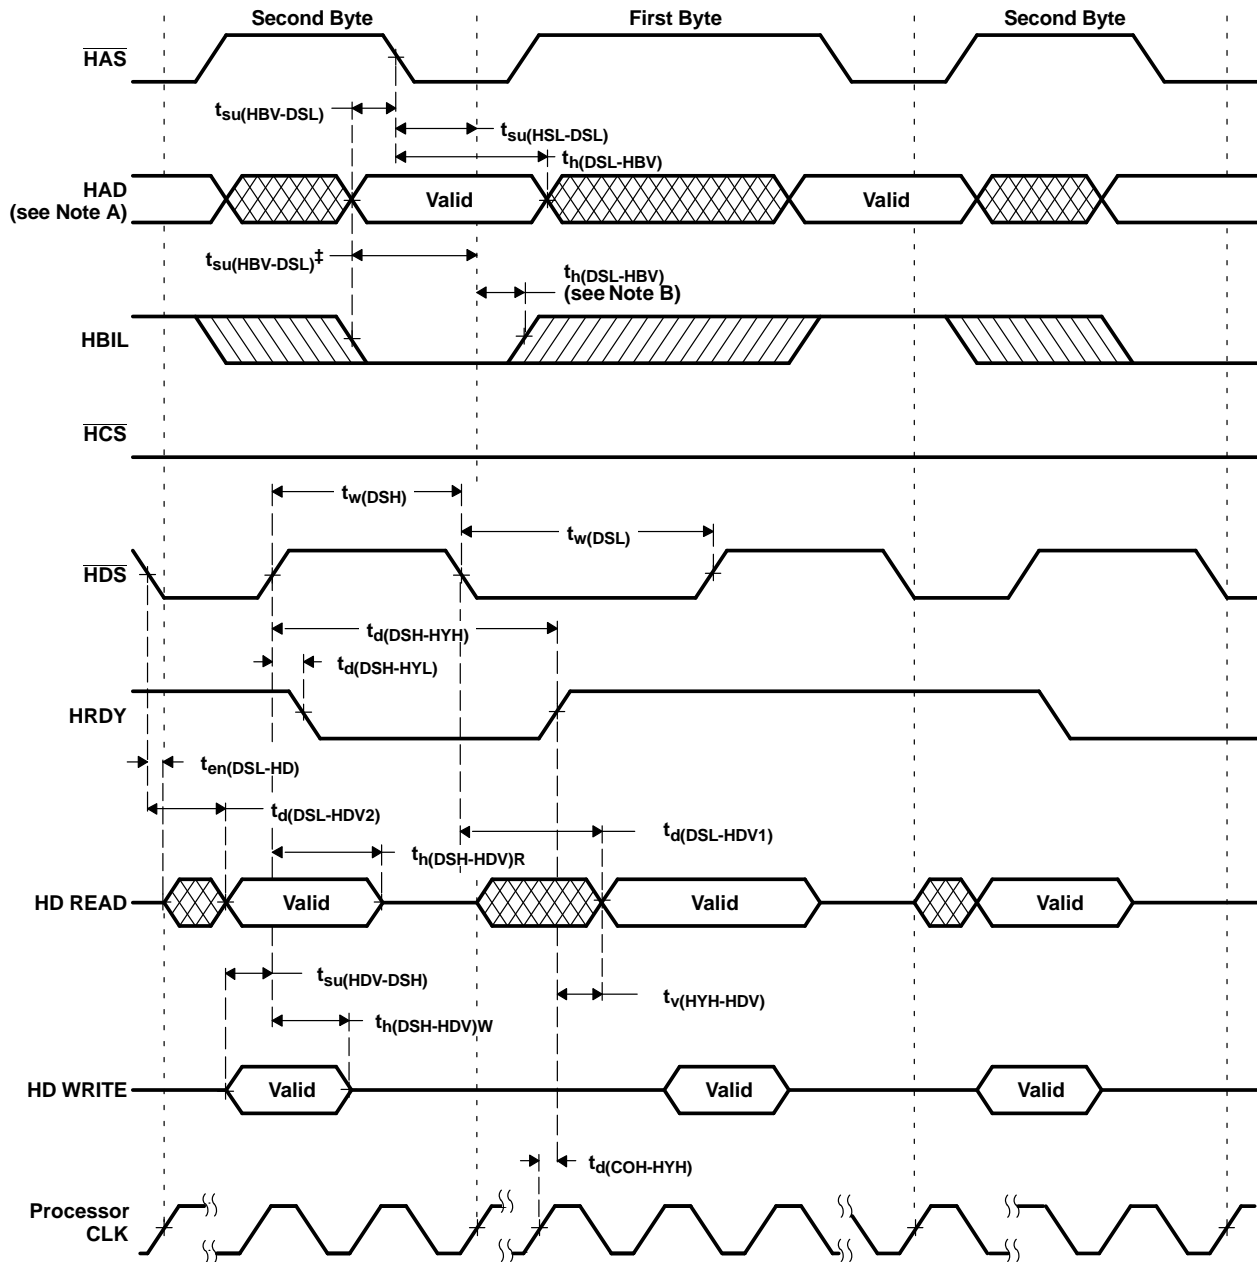 Second Byte First Byte Second Byte
HAS
tsu(HBV-DSL)
tsu(HSL-DSL)
th(DSL-HBV)
HAD
(see Note A)
Valid Valid
tsu(HBV-DSL)‡
th(DSL-HBV)
(see Note B)
HBIL
HCS
tw(DSH)
tw(DSL)
HDS
td(DSH-HYH)
td(DSH-HYL)
HRDY
ten(DSL-HD)
td(DSL-HDV2)
td(DSL-HDV1)
th(DSH-HDV)R
HD READ Valid Valid Valid
tsu(HDV-DSH)
tv(HYH-HDV)
th(DSH-HDV)W
HD WRITE Valid Valid Valid
td(COH-HYH)
Processor
CLK